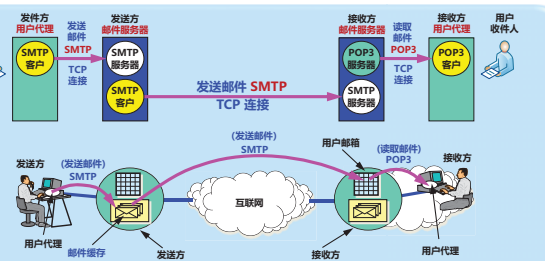 发件方
用户代理
发送
邮件
SMTP
TCP
连接
发送方
邮件服务器
接收方
邮件服务器
读取
邮件
POP3
TCP
连接
接收方
用户代理
用户
收件人
SMTP
客户
SMTP
服务器
SMTP
客户
发送邮件 SMTP
TCP 连接
POP3
服务器
SMTP
服务器
POP3
客户
(发送邮件)
SMTP
用户邮箱
发送方
(发送邮件)
SMTP
(读取邮件)
POP3
接收方
互联网
用户代理
邮件缓存
发送方
接收方
用户代理